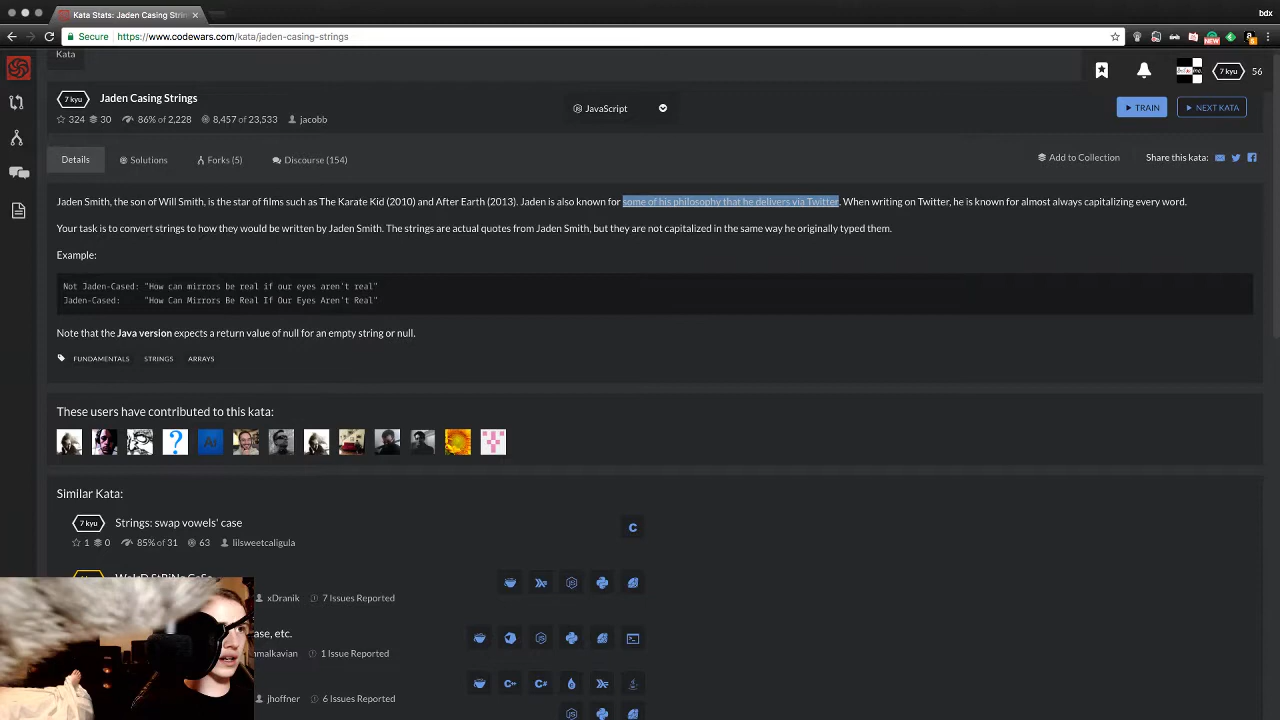 Kata Stats: Jaden Casing Strin
bdx
Secure https://www.codewars.com/kata/jaden-casing-strings
NEW
Kata
7 kyu 56
7 kyu Jaden Casing Strings
JavaScript
TRAIN
NEXT KATA
324 30 86% of 2,228 8,457 of 23,533 jacobb
Details Solutions Forks (5) Discourse (154)
Add to Collection Share this kata:
Jaden Smith, the son of Will Smith, is the star of films such as The Karate Kid (2010) and After Earth (2013). Jaden is also known for some of his philosophy that he delivers via Twitter. When writing on Twitter, he is known for almost always capitalizing every word.
Your task is to convert strings to how they would be written by Jaden Smith. The strings are actual quotes from Jaden Smith, but they are not capitalized in the same way he originally typed them.
Example:
Not Jaden-Cased: "How can mirrors be real if our eyes aren't real"
Jaden-Cased: "How Can Mirrors Be Real If Our Eyes Aren't Real"
Note that the Java version expects a return value of null for an empty string or null.
FUNDAMENTALS STRINGS ARRAYS
These users have contributed to this kata:
Similar Kata:
7 kyu Strings: swap vowels' case
1 0 85% of 31 63 lilsweetcaligula
xDranik 7 Issues Reported
ase, etc.
nmalkavian 1 Issue Reported
jhoffner 6 Issues Reported